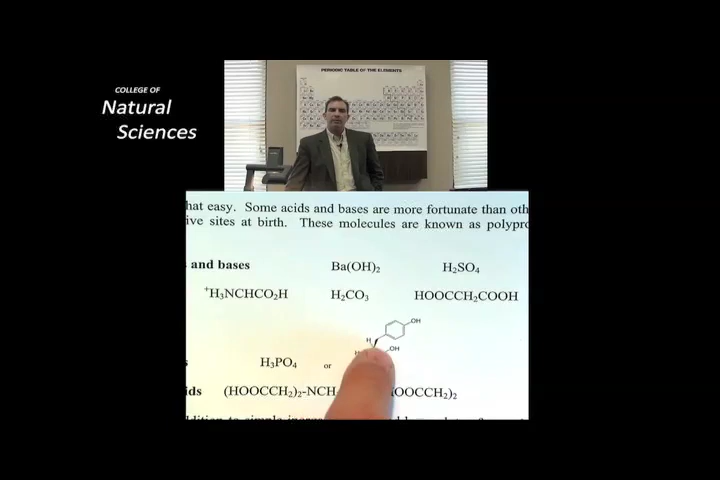 COLLEGE OF
Natural
Sciences
PERIODIC TABLE OF THE ELEMENTS
hat easy. Some acids and bases are more fortunate than oth
ive sites at birth. These molecules are known as polypro
and bases Ba(OH)₂ H₂SO₄
⁺H₃NCHCO₂H H₂CO₃ HOOCCH₂COOH
OH
H
OH
H₃PO₄ or
ids (HOOCCH₂)₂-NCH OOCCH₂)₂